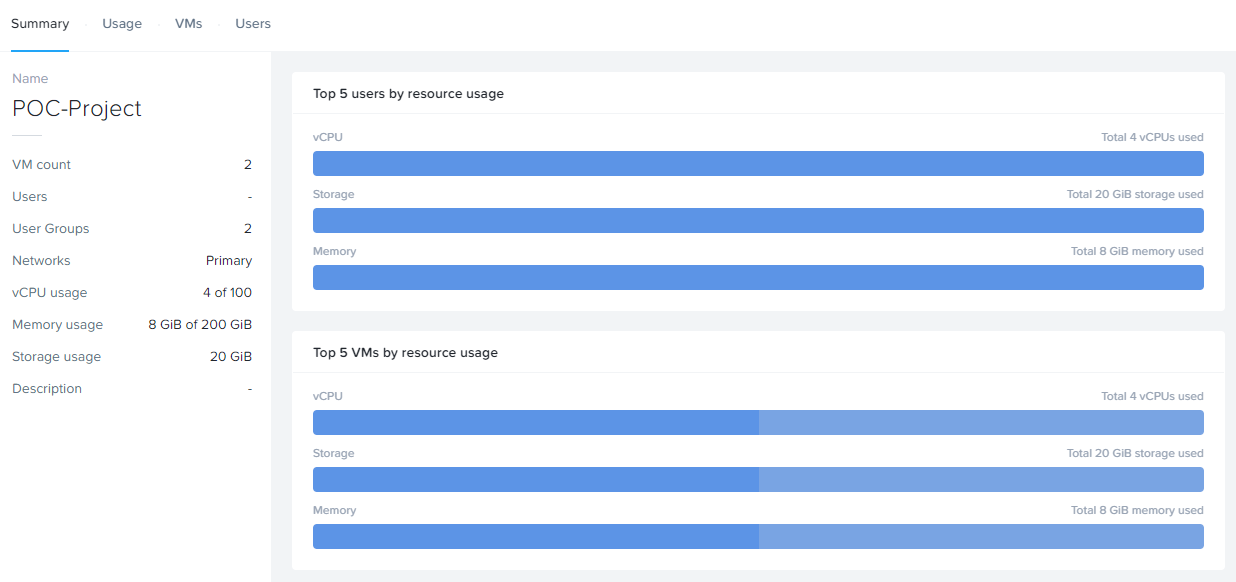 Summary Usage VMs Users
Name
POC-Project
VM count 2
Users -
User Groups 2
Networks Primary
vCPU usage 4 of 100
Memory usage 8 GiB of 200 GiB
Storage usage 20 GiB
Description -
Top 5 users by resource usage
vCPU Total 4 vCPUs used
Storage Total 20 GiB storage used
Memory Total 8 GiB memory used
Top 5 VMs by resource usage
vCPU Total 4 vCPUs used
Storage Total 20 GiB storage used
Memory Total 8 GiB memory used